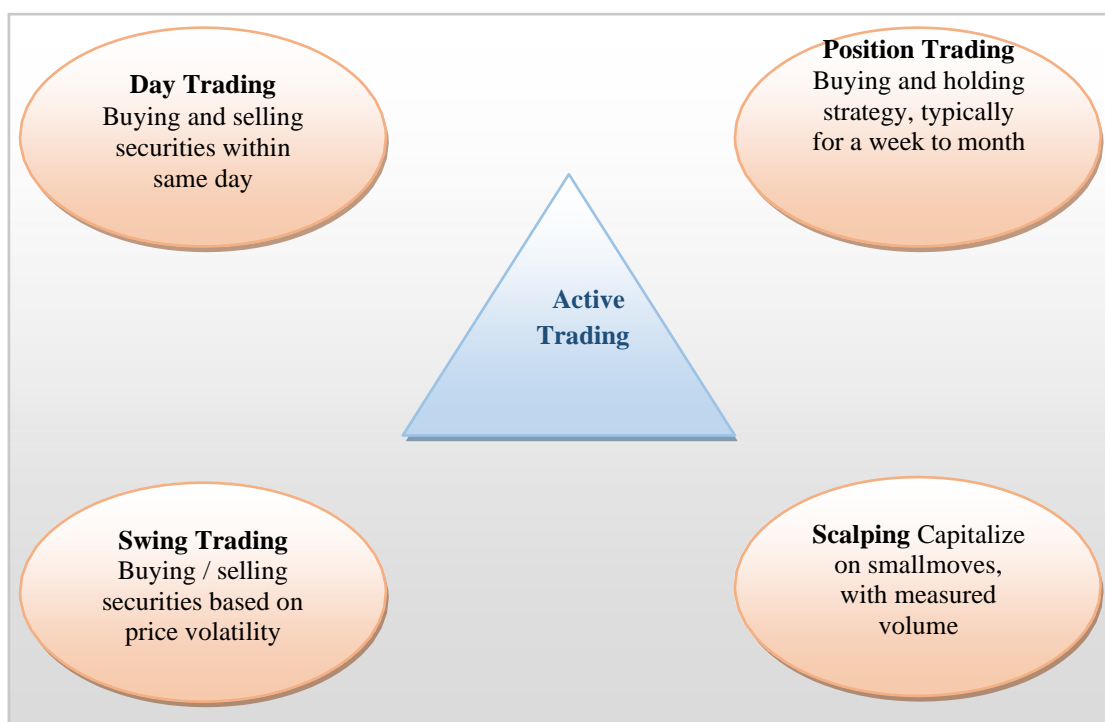 Day Trading
Buying and selling
securities within
same day
Position Trading
Buying and holding
strategy, typically
for a week to month
Active
Trading
Swing Trading
Buying / selling
securities based on
price volatility
Scalping Capitalize
on smallmoves,
with measured
volume